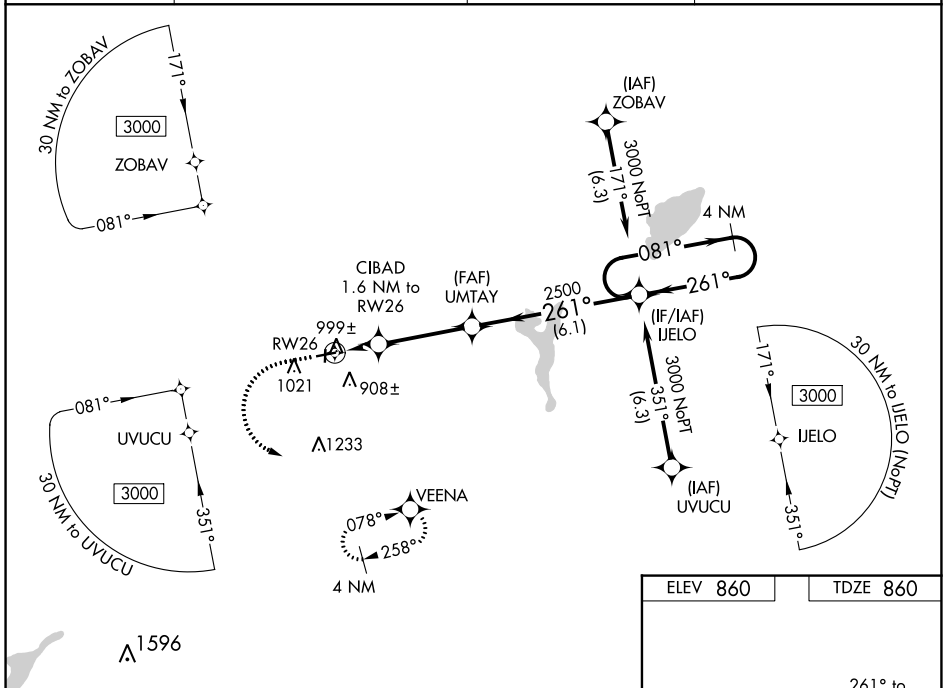 30 NM to ZOBAV
171°
3000
ZOBAV
081°
(IAF)
ZOBAV
3000 NoPT
171°
(6.3)
4 NM
081°
261°
CIBAD
1.6 NM to
RW26
(FAF)
UMTAY
2500
261°
(6.1)
(IF/IAF)
IJELO
999±
RW26
1021
908±
1233
3000 NoPT
351°
(6.3)
(IAF)
UVUCU
171°
30 NM to IJELO (NoPT)
3000
IJELO
351°
081°
UVUCU
3000
351°
30 NM to UVUCU
VEENA
078°
258°
4 NM
1596
ELEV 860
TDZE 860
261° to